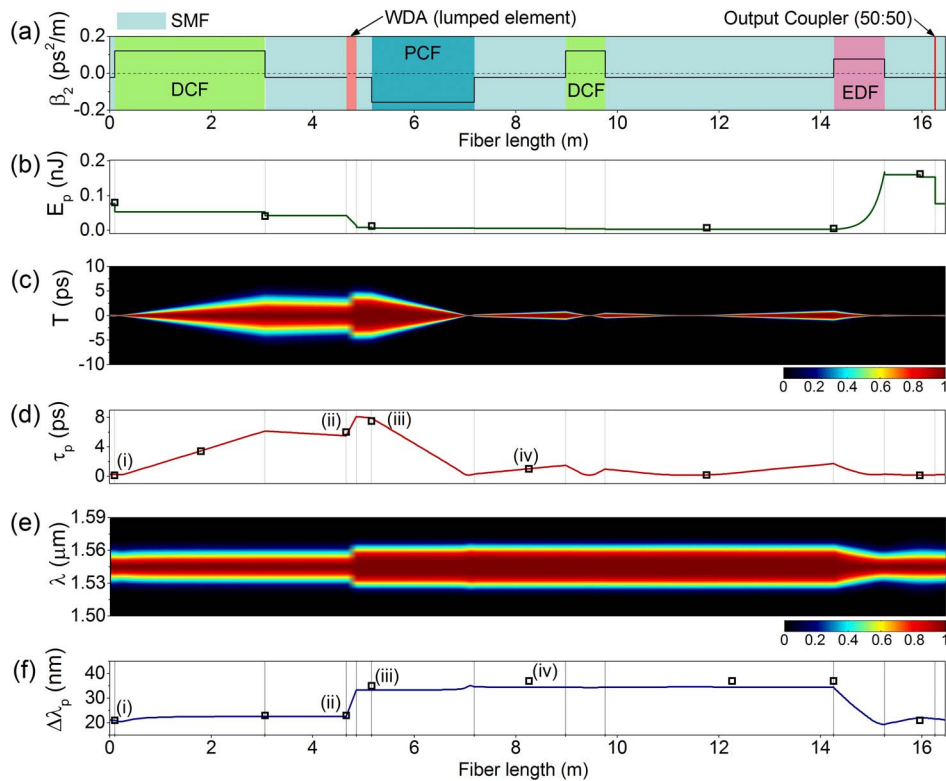 SMF
WDA (lumped element)
Output Coupler (50:50)
(a)
β₂ (ps²/m)
0.2
0.0
-0.2
DCF
PCF
DCF
EDF
0 2 4 6 8 10 12 14 16
Fiber length (m)
(b)
Eₚ (nJ)
0.2
0.1
0.0
(c)
T (ps)
10
5
0
-5
-10
0 0.2 0.4 0.6 0.8 1
(d)
τₚ (ps)
8
4
0
(i)
(ii)
(iii)
(iv)
(e)
λ (μm)
1.59
1.56
1.53
1.50
0 0.2 0.4 0.6 0.8 1
(f)
Δλₚ (nm)
40
30
20
(i)
(ii)
(iii)
(iv)
0 2 4 6 8 10 12 14 16
Fiber length (m)